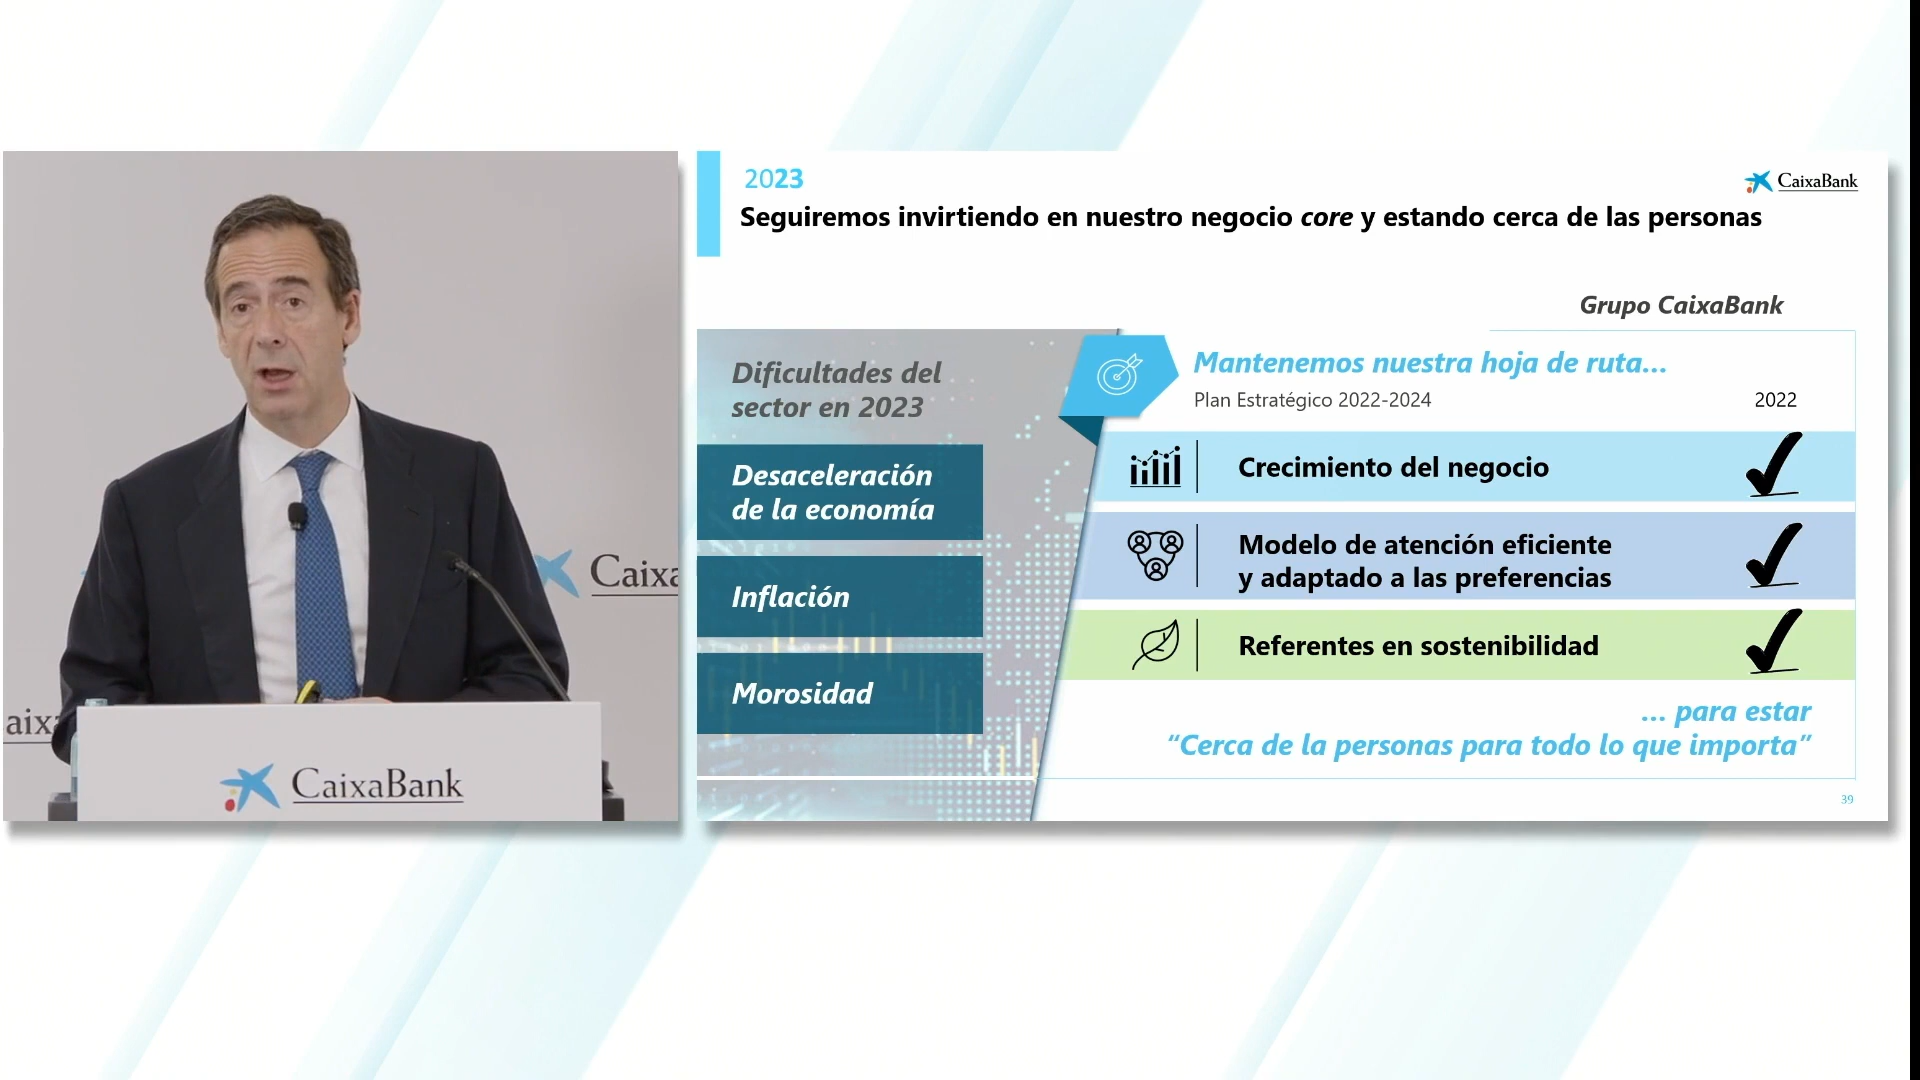 Caixa
aixa
CaixaBank
2023
CaixaBank
Seguiremos invirtiendo en nuestro negocio core y estando cerca de las personas
Grupo CaixaBank
Dificultades del
sector en 2023
Desaceleración
de la economía
Inflación
Morosidad
Mantenemos nuestra hoja de ruta...
Plan Estratégico 2022-2024
2022
Crecimiento del negocio
Modelo de atención eficiente
y adaptado a las preferencias
Referentes en sostenibilidad
... para estar
“Cerca de la personas para todo lo que importa”
39